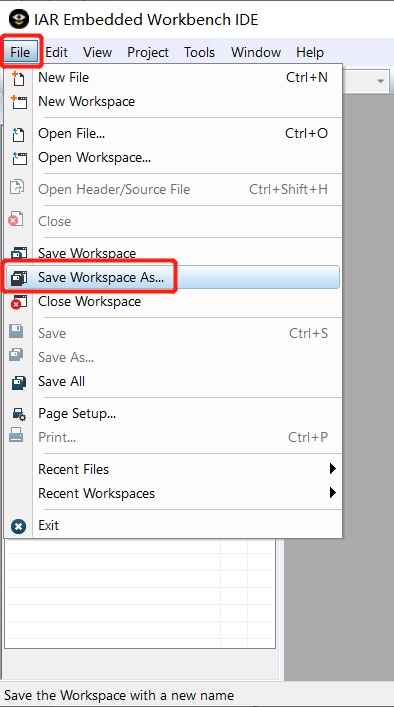 IAR Embedded Workbench IDE
File Edit View Project Tools Window Help
New File Ctrl+N
New Workspace
Open File... Ctrl+O
Open Workspace...
Open Header/Source File Ctrl+Shift+H
Close
Save Workspace
Save Workspace As...
Close Workspace
Save Ctrl+S
Save As...
Save All
Page Setup...
Print... Ctrl+P
Recent Files
Recent Workspaces
Exit
Save the Workspace with a new name